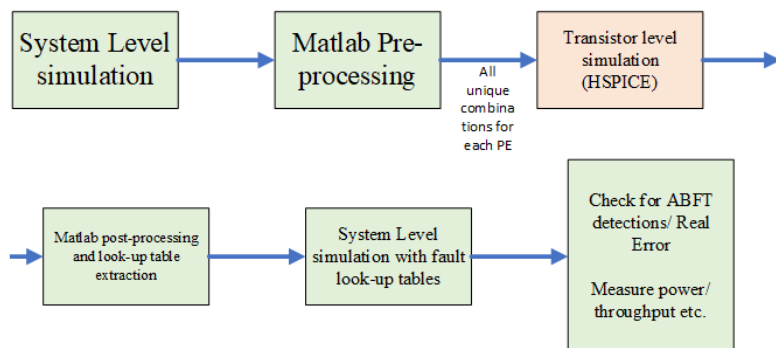 System Level
simulation
Matlab Pre-
processing
All
unique
combina
tions for
each PE
Transistor level
simulation
(HSPICE)
Matlab post-processing
and look-up table
extraction
System Level
simulation with fault
look-up tables
Check for ABFT
detections/ Real
Error
Measure power/
throughput etc.